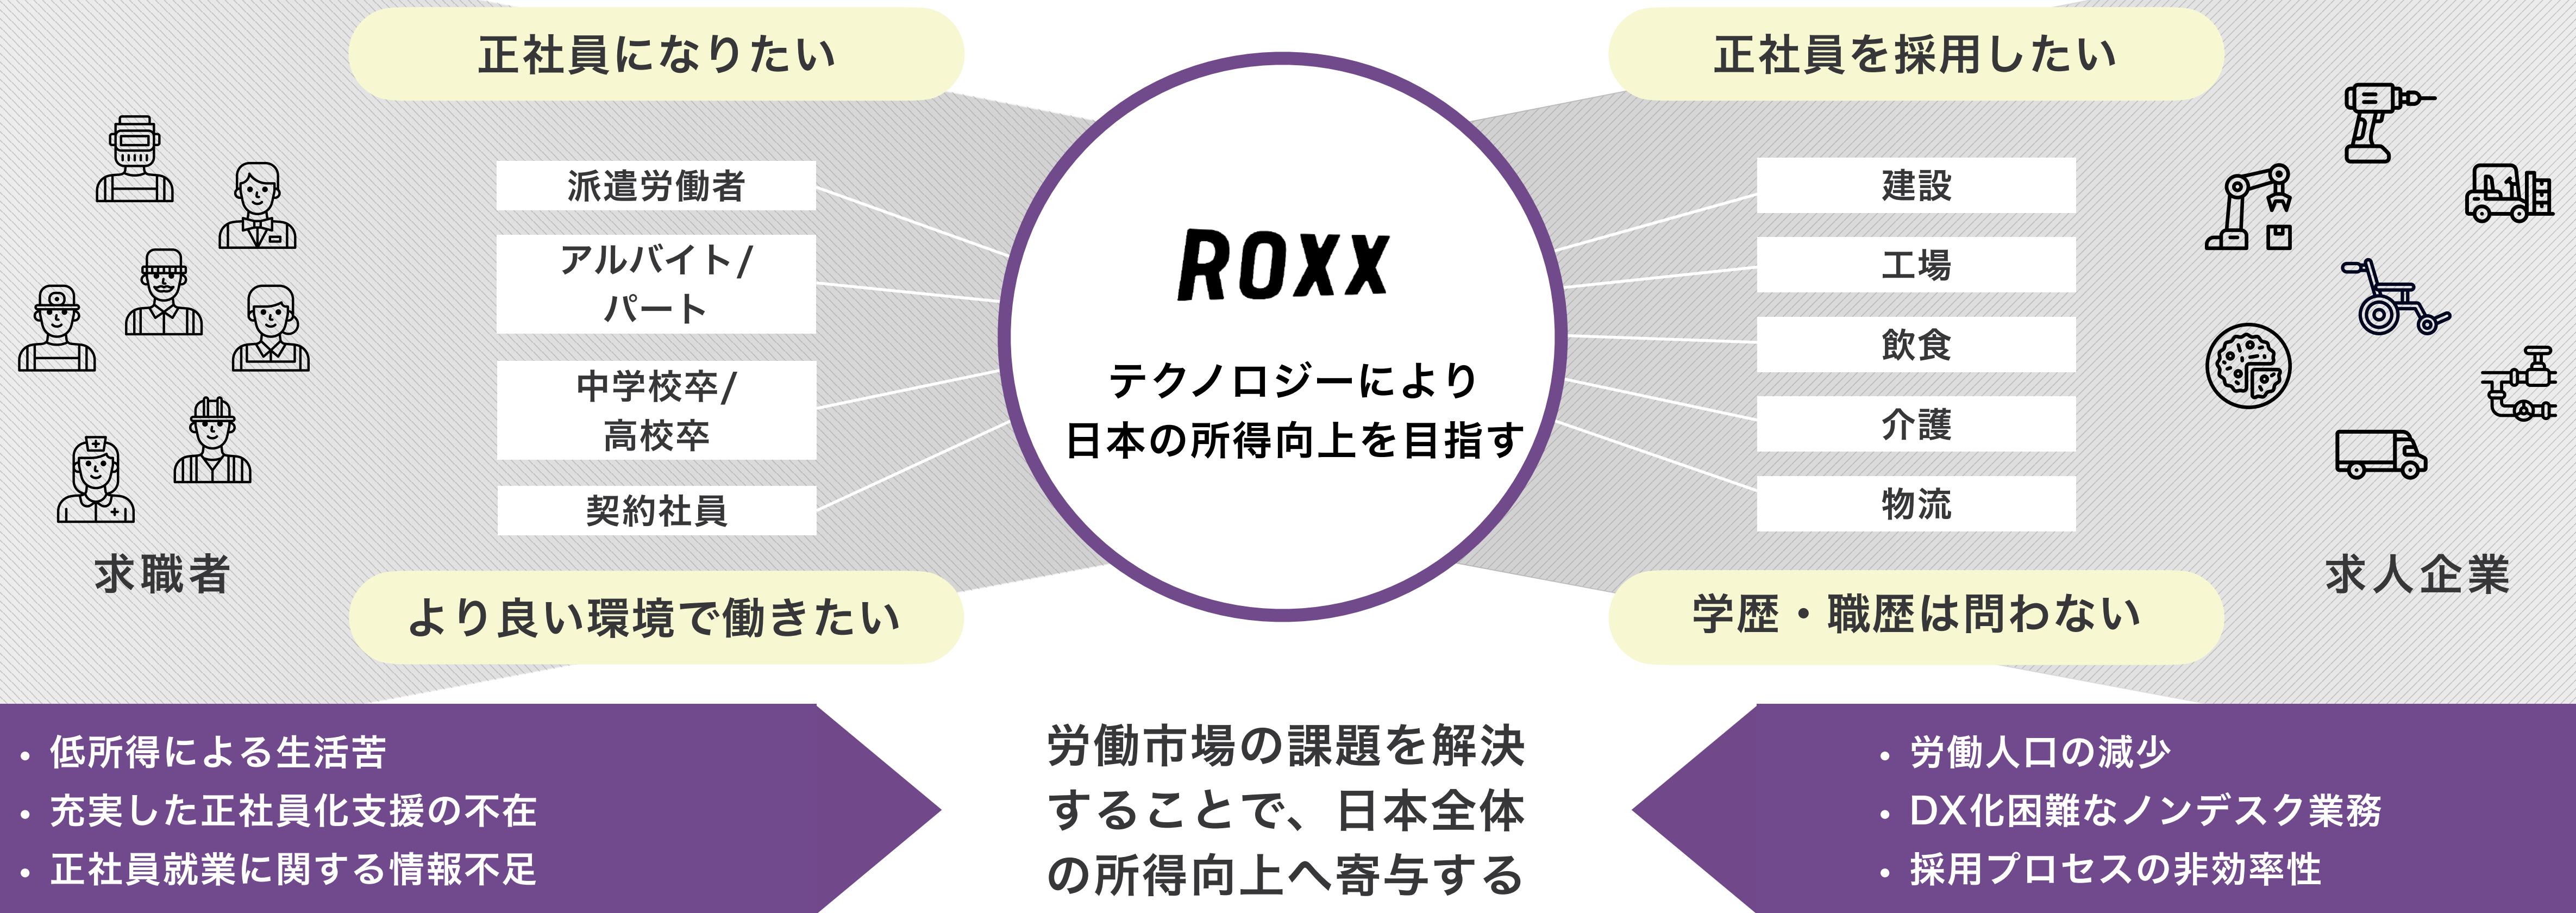 正社員になりたい
派遣労働者
アルバイト/
パート
中学校卒/
高校卒
契約社員
求職者
より良い環境で働きたい
ROXX
テクノロジーにより
日本の所得向上を目指す
正社員を採用したい
建設
工場
飲食
介護
物流
求人企業
学歴・職歴は問わない
• 低所得による生活苦
• 充実した正社員化支援の不在
• 正社員就業に関する情報不足
労働市場の課題を解決
することで、日本全体
の所得向上へ寄与する
• 労働人口の減少
• DX化困難なノンデスク業務
• 採用プロセスの非効率性